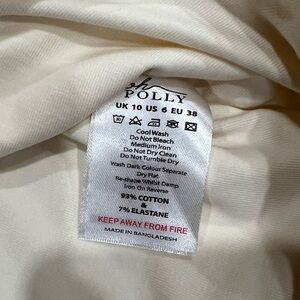 oh
POLLY
UK 10 US 6 EU 38
Cool Wash
Do Not Bleach
Medium Iron
Do Not Dry Clean
Do Not Tumble Dry
Wash Dark Colour Separate
Dry Flat
Re-shape Whilst Damp
Iron On Reverse
93% COTTON
&
7% ELASTANE
KEEP AWAY FROM FIRE
MADE IN BANGLADESH